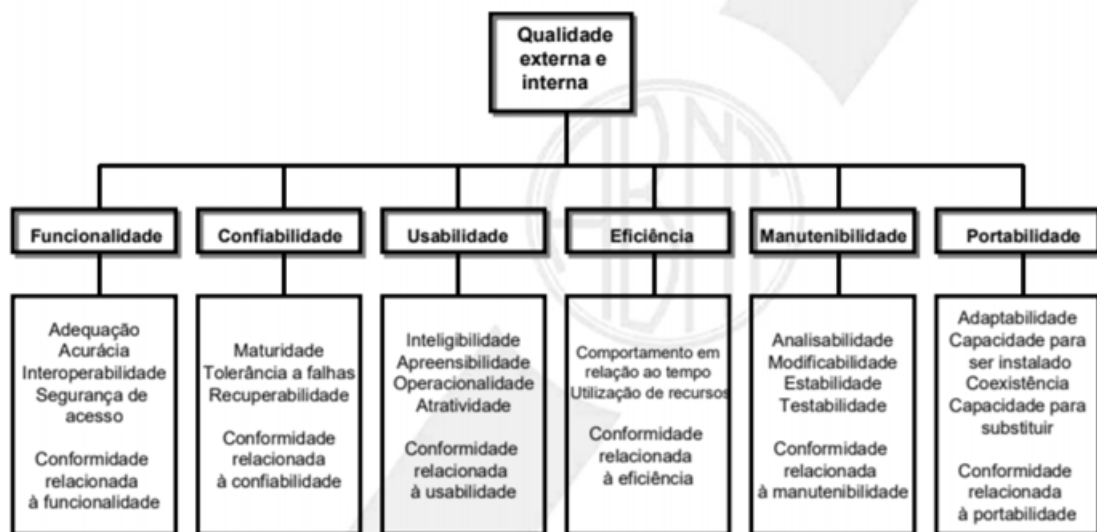 Qualidade
externa e
interna
ABNT
Funcionalidade
Confiabilidade
Usabilidade
Eficiência
Manutenibilidade
Portabilidade
Adequação
Acurácia
Interoperabilidade
Segurança de
acesso
Conformidade
relacionada
à funcionalidade
Maturidade
Tolerância a falhas
Recuperabilidade
Conformidade
relacionada
à confiabilidade
Inteligibilidade
Apreensibilidade
Operacionalidade
Atratividade
Conformidade
relacionada
à usabilidade
Comportamento em
relação ao tempo
Utilização de recursos
Conformidade
relacionada
à eficiência
Analisabilidade
Modificabilidade
Estabilidade
Testabilidade
Conformidade
relacionada
à manutenibilidade
Adaptabilidade
Capacidade para
ser instalado
Coexistência
Capacidade para
substituir
Conformidade
relacionada
à portabilidade